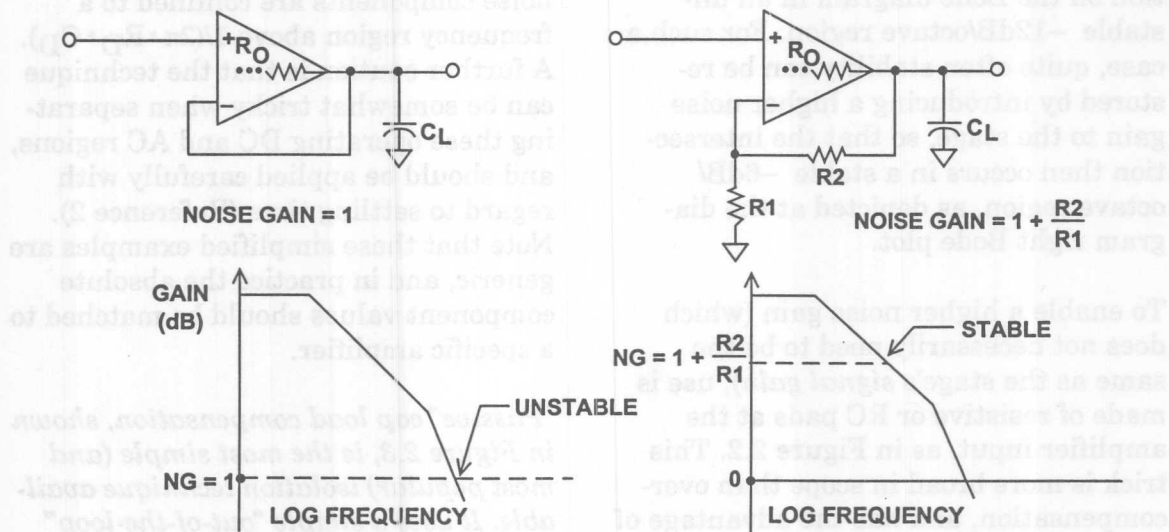 noise components are confined to a
frequency region above
A further caution is that the technique
can be somewhat tricky when separat-
ing these operating DC and AC regions,
and should be applied carefully with
regard to settling time (Reference 2).
Note that these simplified examples are
generic, and in practice the absolute
component values should be matched to
a specific amplifier.
"Passive" cap load compensation, shown
in Figure 2.3, is the most simple (and
most popular) isolation technique avail-
able. "out-of-the-loop"
+
RO
CL
NOISE GAIN = 1
GAIN
(dB)
UNSTABLE
NG = 1
LOG FREQUENCY
tion on the Bode diagram in an un-
stable –12dB/octave region. For such a
case, quite often stability can be re-
stored by introducing a higher noise
gain to the stage, so that the intersec-
tion then occurs in a stable –6dB/
octave region, as depicted at the dia-
gram right Bode plot.
To enable a higher noise gain (which
does not necessarily need to be the
same as the stage's signal gain), use is
made of resistive or RC pads at the
amplifier input, as in Figure 2.2. This
trick is more broad in scope than over-
compensation, advantage of
+
RO
CL
R2
R1
NOISE GAIN = 1 + R2
R1
STABLE
NG = 1 + R2
R1
0
LOG FREQUENCY